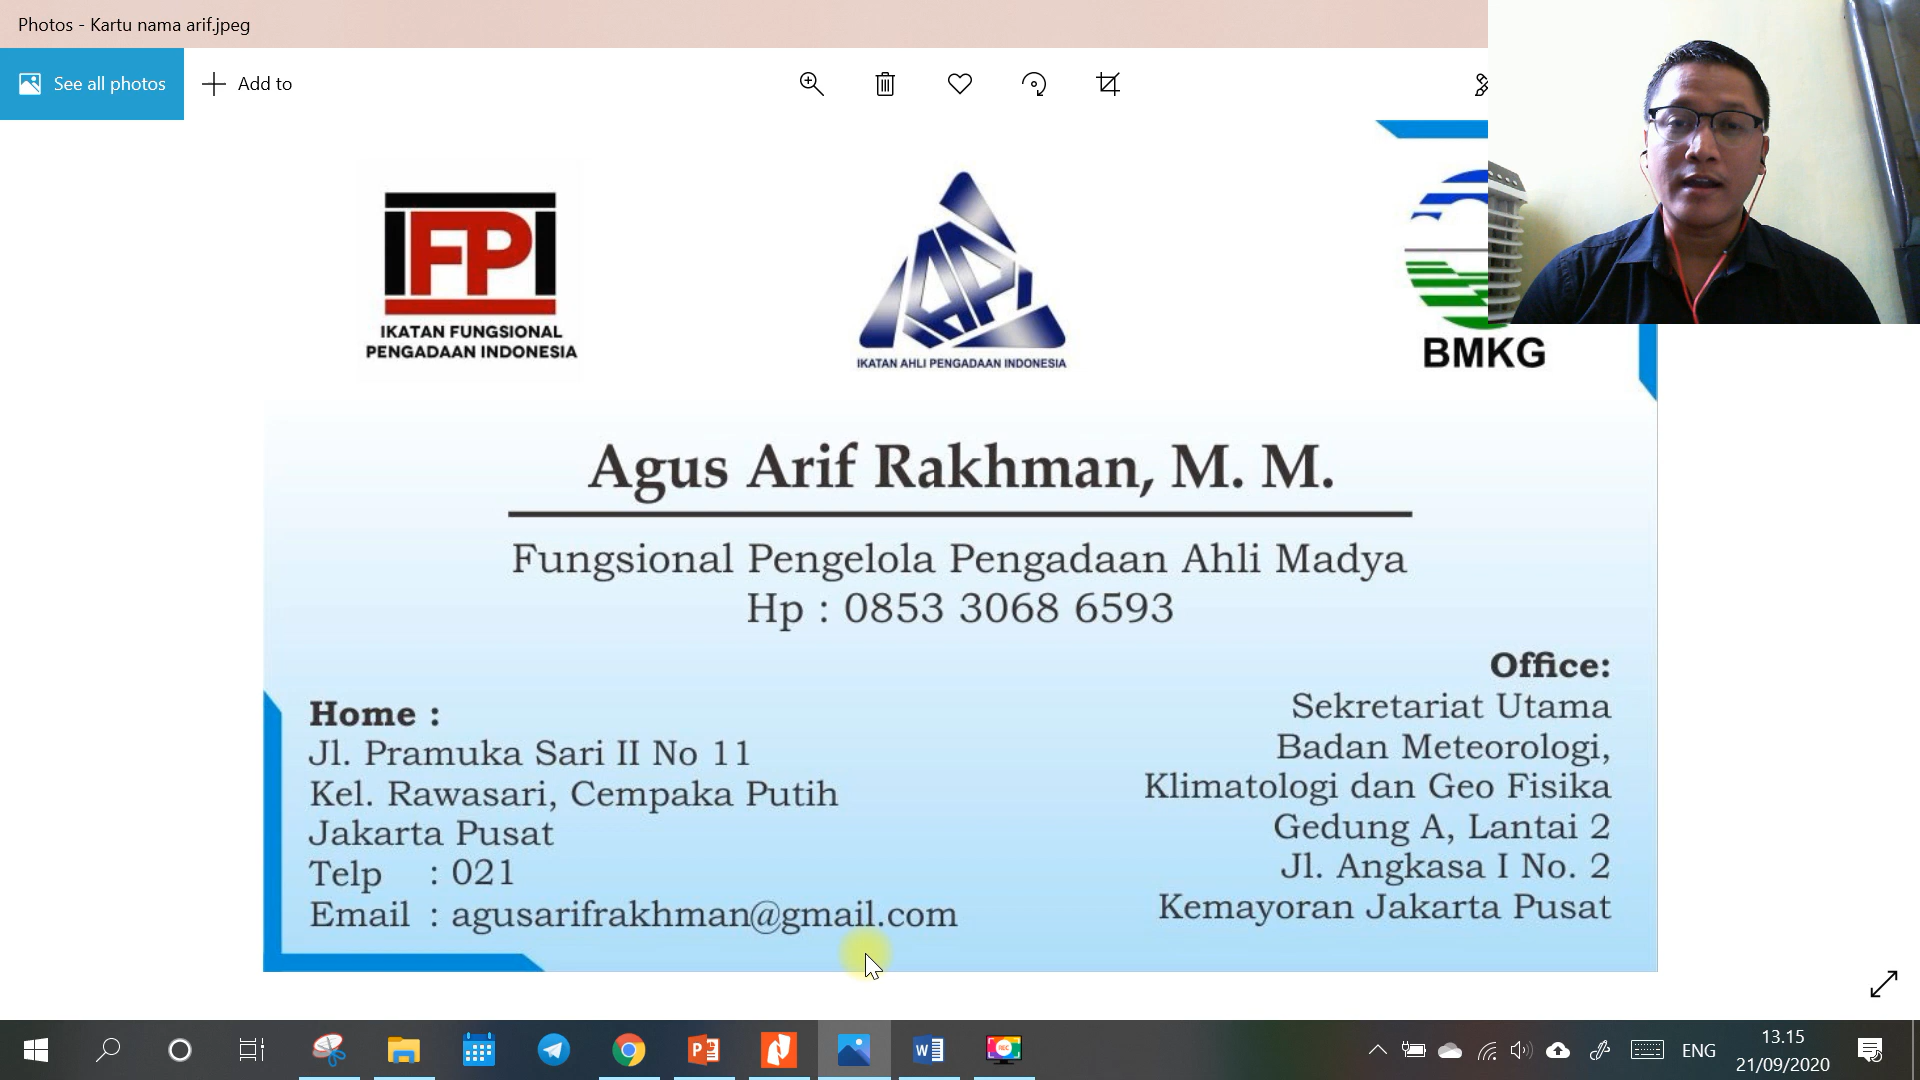 Photos - Kartu nama arif.jpeg
See all photos
Add to
IFPI
IKATAN FUNGSIONAL
PENGADAAN INDONESIA
IAPI
IKATAN AHLI PENGADAAN INDONESIA
BMKG
Agus Arif Rakhman, M. M.
Fungsional Pengelola Pengadaan Ahli Madya
Hp : 0853 3068 6593
Home :
Jl. Pramuka Sari II No 11
Kel. Rawasari, Cempaka Putih
Jakarta Pusat
Telp : 021
Email : agusarifrakhman@gmail.com
Office:
Sekretariat Utama
Badan Meteorologi,
Klimatologi dan Geo Fisika
Gedung A, Lantai 2
Jl. Angkasa I No. 2
Kemayoran Jakarta Pusat
REC
ENG
13.15
21/09/2020